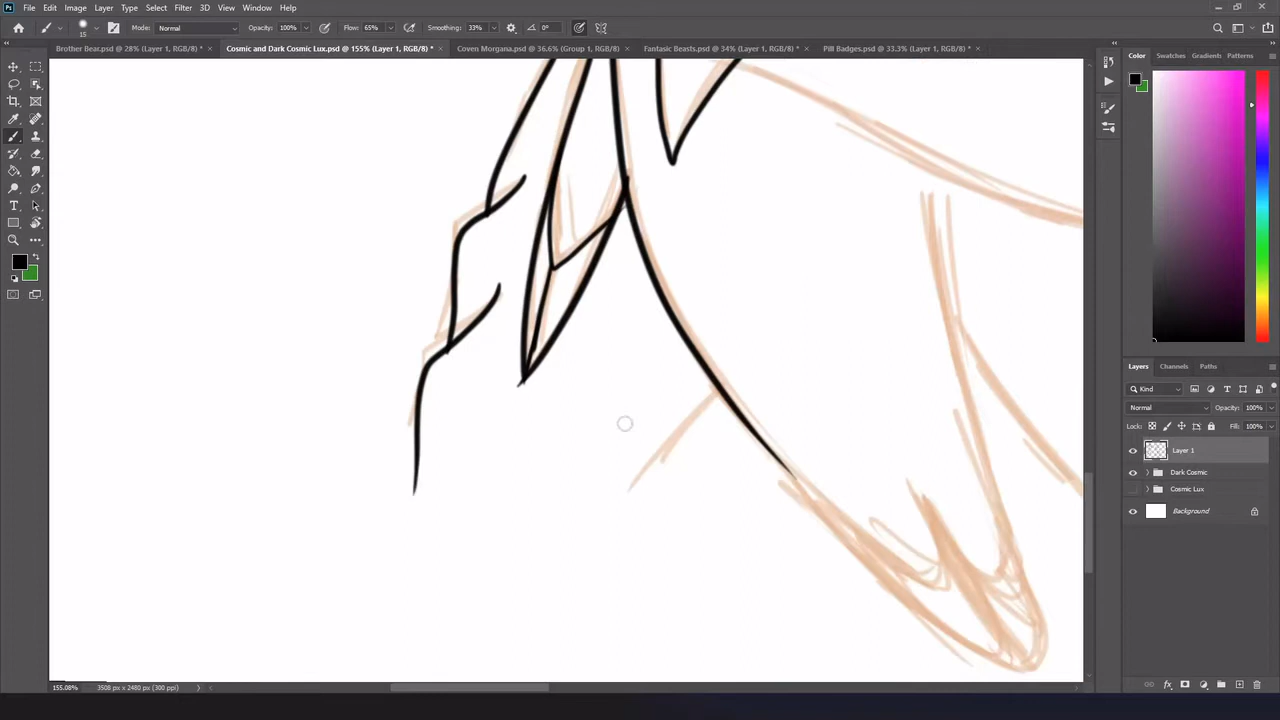 Ps File Edit Image Layer Type Select Filter 3D View Window Help
15 Mode: Normal Opacity: 100% Flow: 65% Smoothing: 33% 0°
Brother Bear.psd @ 28% (Layer 1, RGB/8) * × Cosmic and Dark Cosmic Lux.psd @ 155% (Layer 1, RGB/8) * × Coven Morgana.psd @ 36.6% (Group 1, RGB/8) × Fantasic Beasts.psd @ 34% (Layer 1, RGB/8) * × Pill Badges.psd @ 33.3% (Layer 1, RGB/8) * ×
Color Swatches Gradients Patterns
Layers Channels Paths
Kind
Normal Opacity: 100%
Lock: Fill: 100%
Layer 1
Dark Cosmic
Cosmic Lux
Background
155.08% 3508 px x 2480 px (300 ppi)